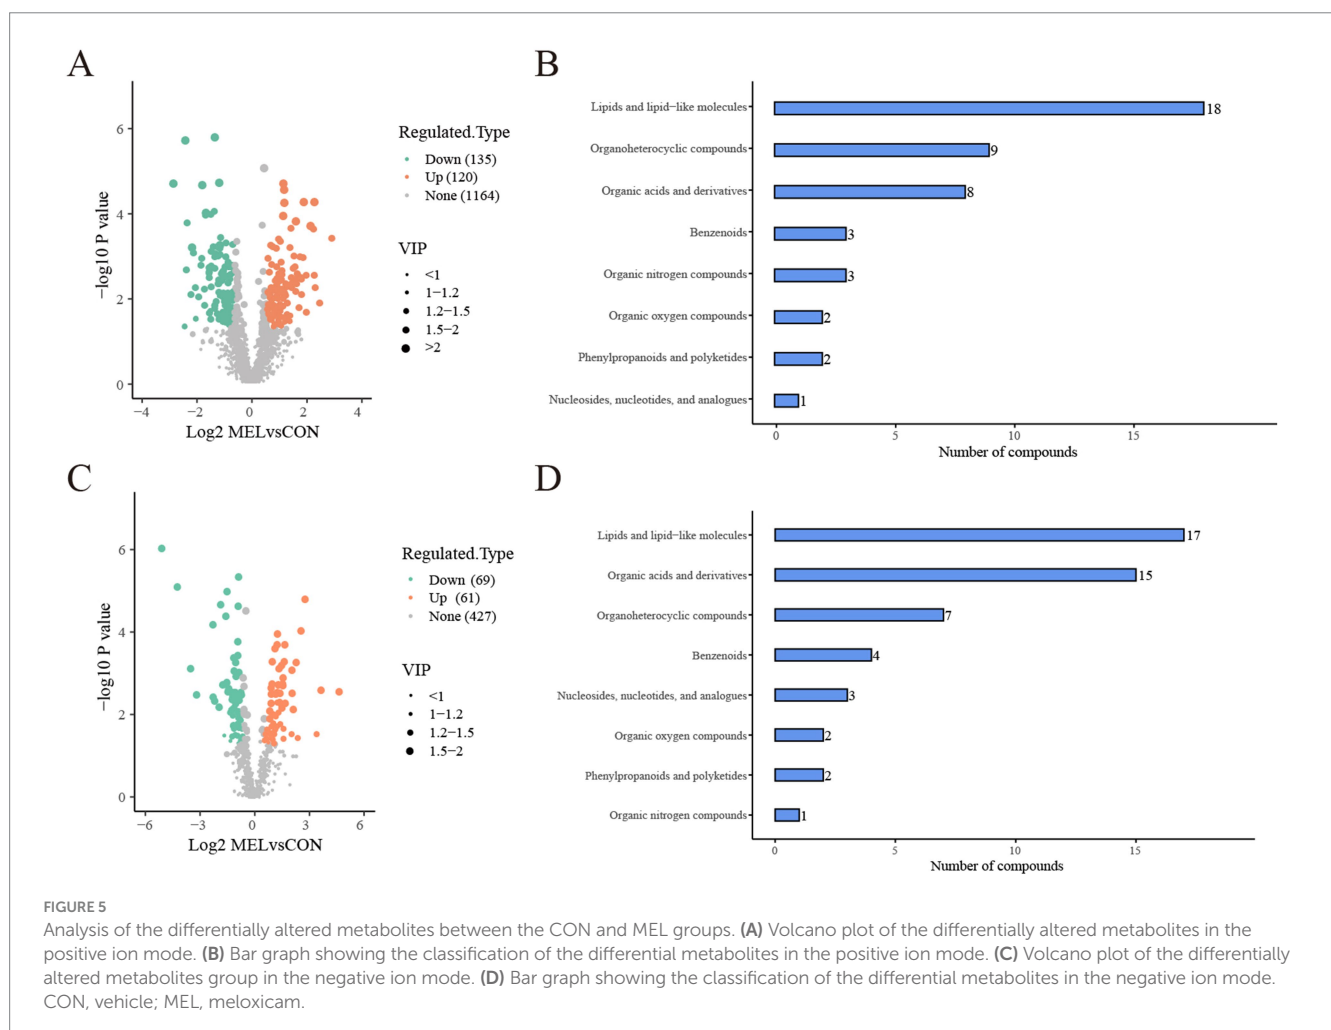 A
−log10 P value
6
4
2
0
−4
−2
0
2
4
Log2 MELvsCON
Regulated.Type
Down (135)
Up (120)
None (1164)
VIP
<1
1−1.2
1.2−1.5
1.5−2
>2
B
Lipids and lipid−like molecules
18
Organoheterocyclic compounds
9
Organic acids and derivatives
8
Benzenoids
3
Organic nitrogen compounds
3
Organic oxygen compounds
2
Phenylpropanoids and polyketides
2
Nucleosides, nucleotides, and analogues
1
0
5
10
15
Number of compounds
C
−log10 P value
6
4
2
0
−6
−3
0
3
6
Log2 MELvsCON
Regulated.Type
Down (69)
Up (61)
None (427)
VIP
<1
1−1.2
1.2−1.5
1.5−2
D
Lipids and lipid−like molecules
17
Organic acids and derivatives
15
Organoheterocyclic compounds
7
Benzenoids
4
Nucleosides, nucleotides, and analogues
3
Organic oxygen compounds
2
Phenylpropanoids and polyketides
2
Organic nitrogen compounds
1
0
5
10
15
Number of compounds
FIGURE 5
Analysis of the differentially altered metabolites between the CON and MEL groups. (A) Volcano plot of the differentially altered metabolites in the
positive ion mode. (B) Bar graph showing the classification of the differential metabolites in the positive ion mode. (C) Volcano plot of the differentially
altered metabolites group in the negative ion mode. (D) Bar graph showing the classification of the differential metabolites in the negative ion mode.
CON, vehicle; MEL, meloxicam.